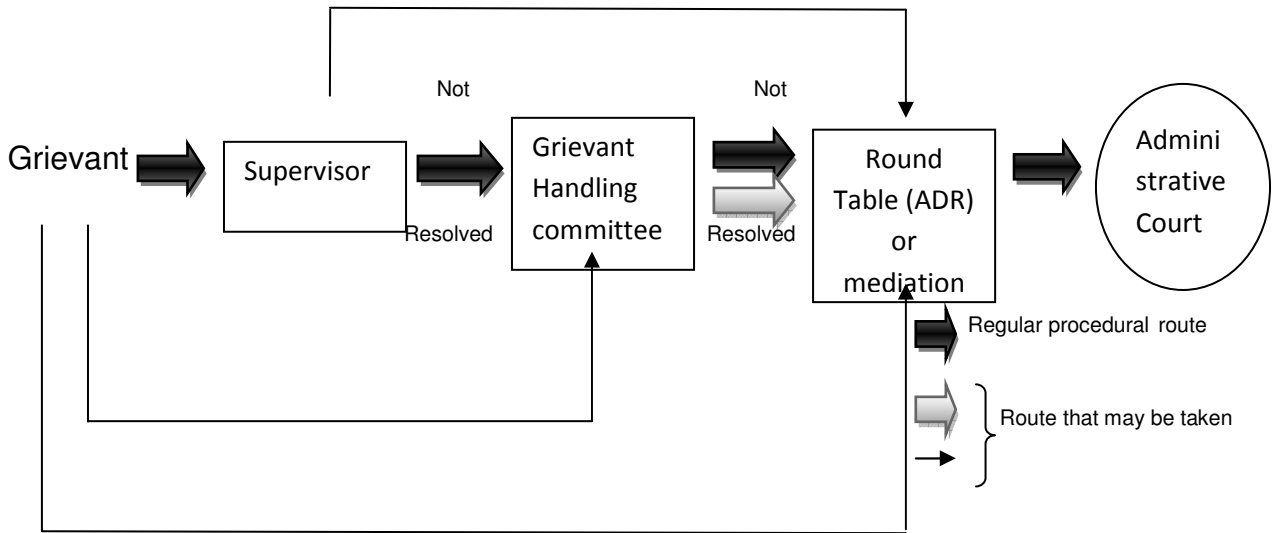 Not
Not
Grievant
Supervisor
Grievant
Handling
committee
Resolved
Resolved
Round
Table (ADR)
or
mediation
Admini
strative
Court
Regular procedural route
Route that may be taken